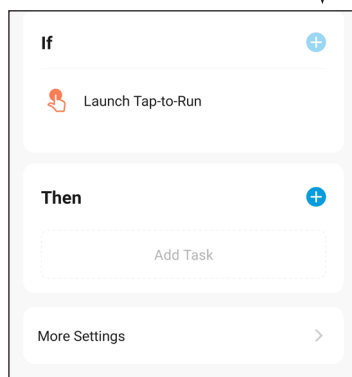 If
Launch Tap-to-Run
Then
Add Task
More Settings